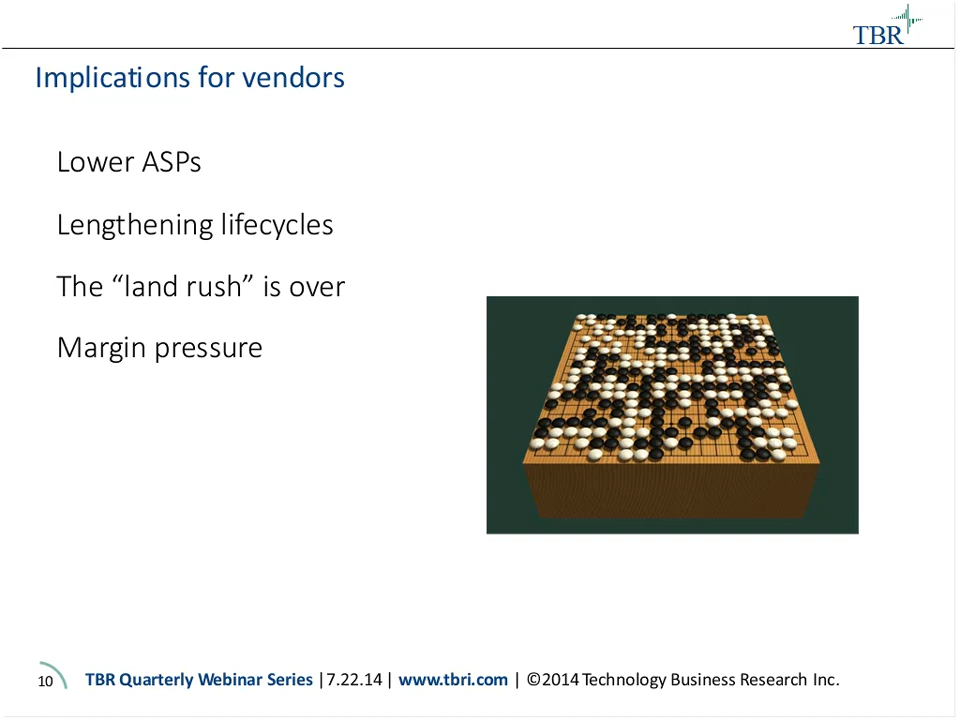 TBR
Implications for vendors
Lower ASPs
Lengthening lifecycles
The “land rush” is over
Margin pressure
10 TBR Quarterly Webinar Series | 7.22.14 | www.tbri.com | ©2014 Technology Business Research Inc.